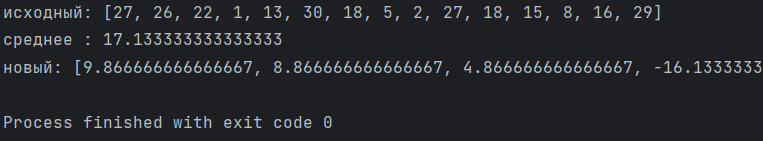 исходный: [27, 26, 22, 1, 13, 30, 18, 5, 2, 27, 18, 15, 8, 16, 29]
среднее : 17.133333333333333
новый: [9.866666666666667, 8.866666666666667, 4.866666666666667, -16.1333333
Process finished with exit code 0